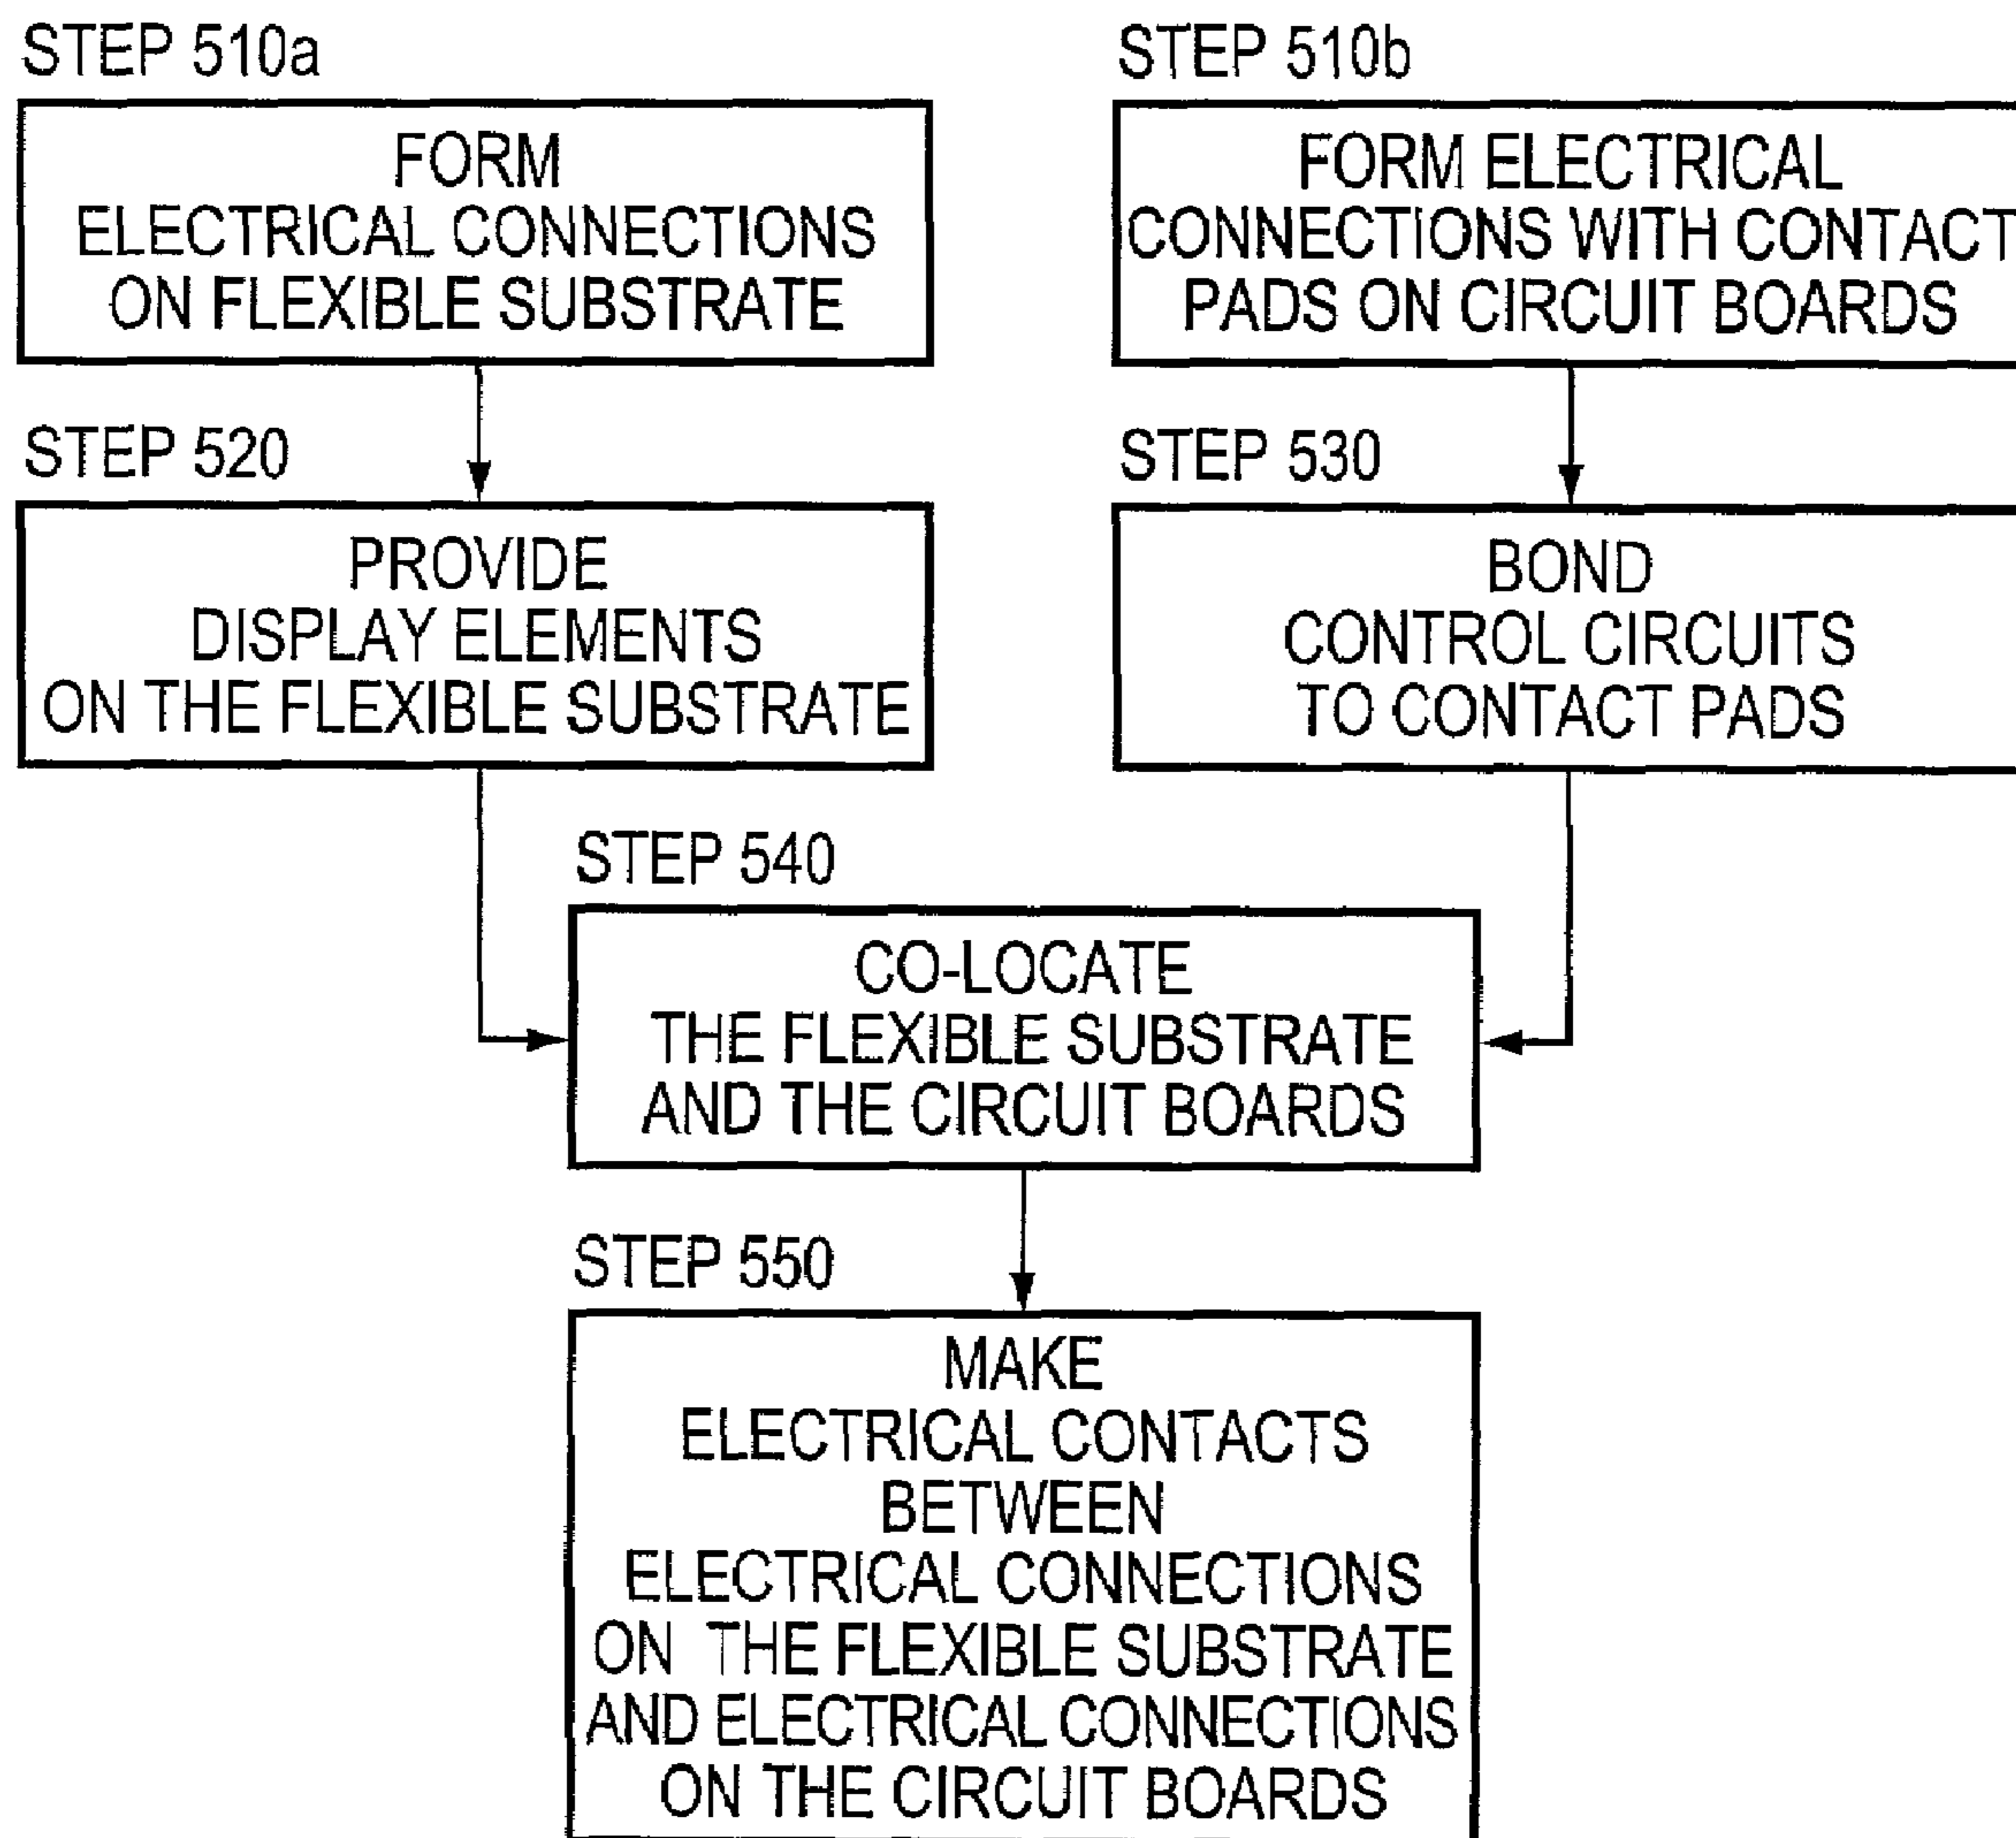 STEP 510a
FORM
ELECTRICAL CONNECTIONS
ON FLEXIBLE SUBSTRATE
STEP 510b
FORM ELECTRICAL
CONNECTIONS WITH CONTACT
PADS ON CIRCUIT BOARDS
STEP 520
PROVIDE
DISPLAY ELEMENTS
ON THE FLEXIBLE SUBSTRATE
STEP 530
BOND
CONTROL CIRCUITS
TO CONTACT PADS
STEP 540
CO-LOCATE
THE FLEXIBLE SUBSTRATE
AND THE CIRCUIT BOARDS
STEP 550
MAKE
ELECTRICAL CONTACTS
BETWEEN
ELECTRICAL CONNECTIONS
ON THE FLEXIBLE SUBSTRATE
AND ELECTRICAL CONNECTIONS
ON THE CIRCUIT BOARDS